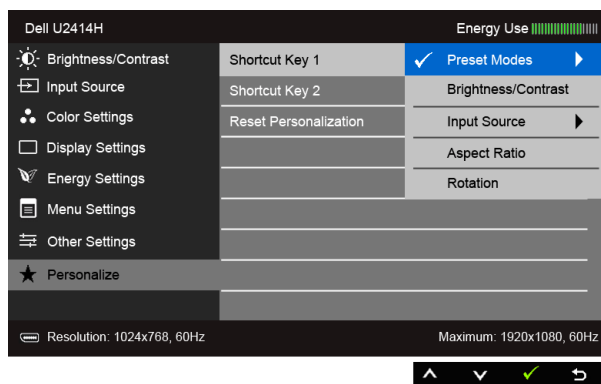 Dell U2414H
Energy Use
Brightness/Contrast
Input Source
Color Settings
Display Settings
Energy Settings
Menu Settings
Other Settings
Personalize
Shortcut Key 1
Shortcut Key 2
Reset Personalization
Preset Modes
Brightness/Contrast
Input Source
Aspect Ratio
Rotation
Resolution: 1024x768, 60Hz
Maximum: 1920x1080, 60Hz